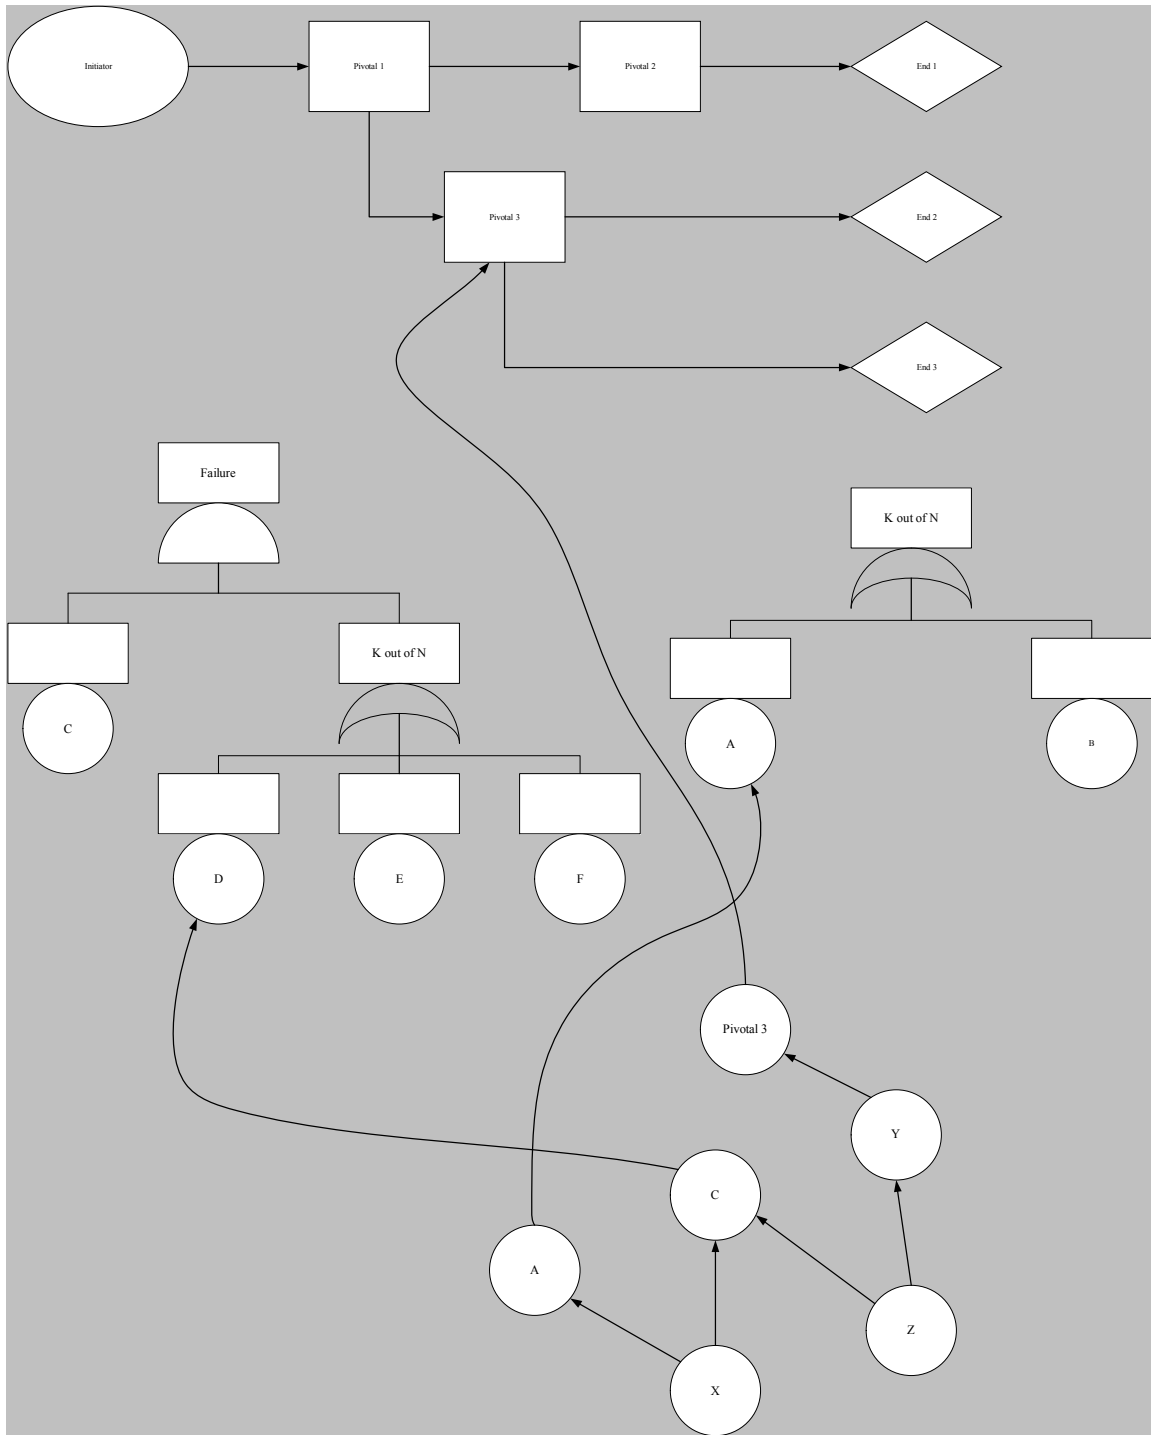 Initiator
Pivotal 1
Pivotal 2
End 1
Pivotal 3
End 2
End 3
Failure
K out of N
K out of N
C
A
B
D
E
F
Pivotal 3
Y
C
A
Z
X